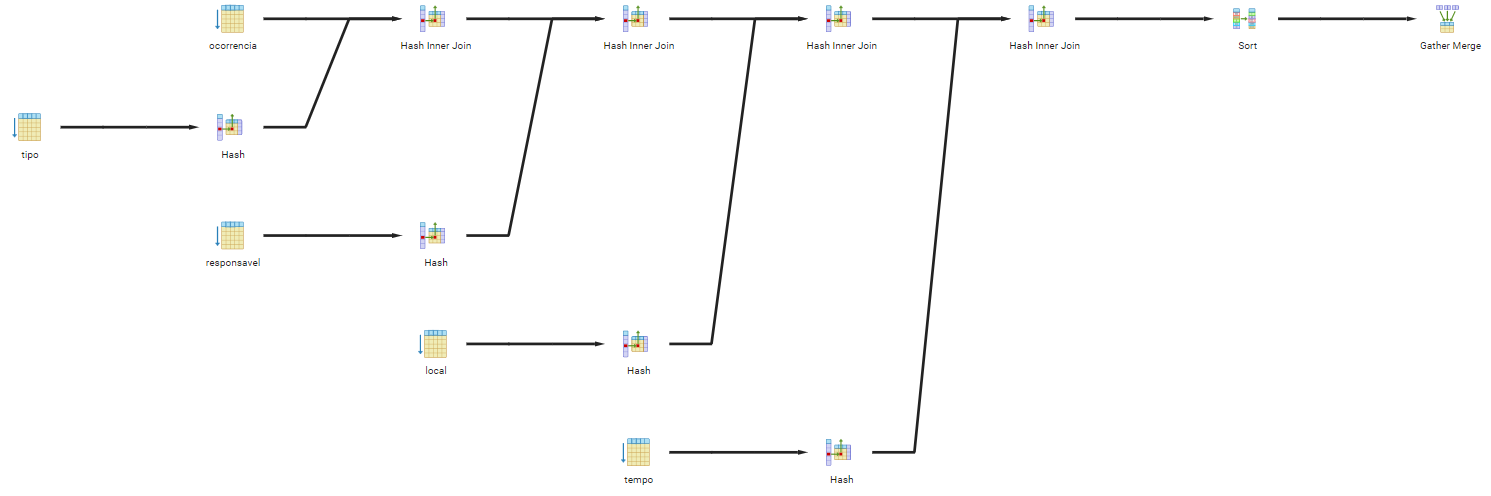 ocorrencia
Hash Inner Join
Hash Inner Join
Hash Inner Join
Hash Inner Join
Sort
Gather Merge
tipo
Hash
responsavel
Hash
local
Hash
tempo
Hash